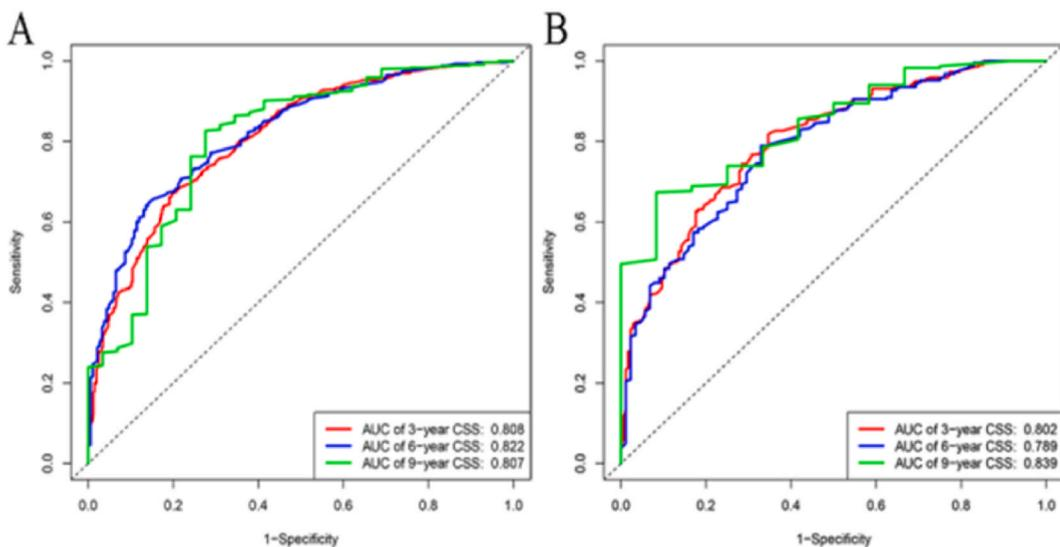 A
B
1.0
0.8
0.6
0.4
0.2
0.0
Sensitivity
AUC of 3-year CSS: 0.808
AUC of 6-year CSS: 0.822
AUC of 9-year CSS: 0.807
0.0 0.2 0.4 0.6 0.8 1.0
1-Specificity
1.0
0.8
0.6
0.4
0.2
0.0
Sensitivity
AUC of 3-year CSS: 0.802
AUC of 6-year CSS: 0.789
AUC of 9-year CSS: 0.839
0.0 0.2 0.4 0.6 0.8 1.0
1-Specificity